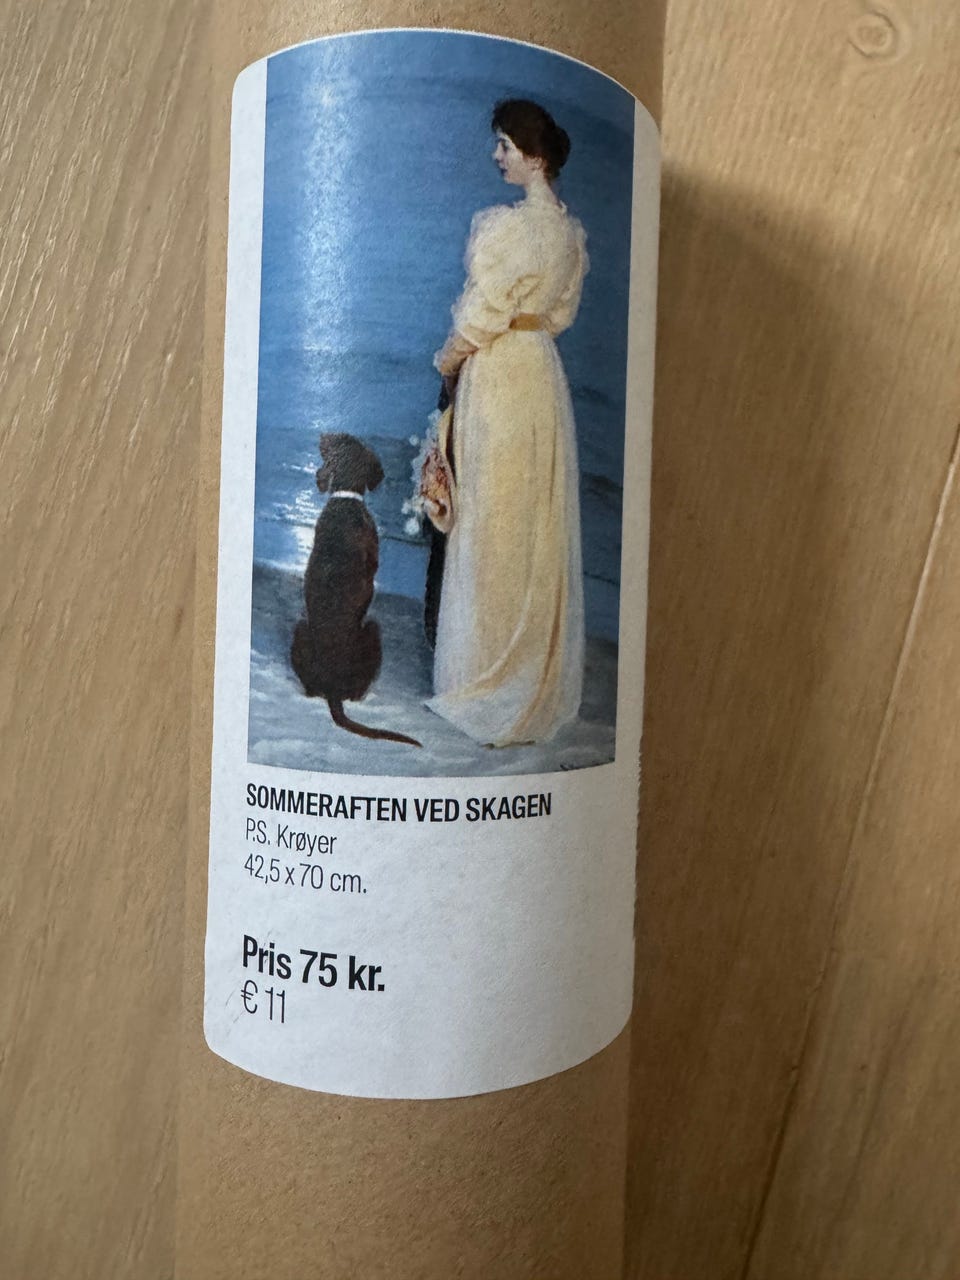 SOMMERAFTEN VED SKAGEN
P.S. Krøyer
42,5 x 70 cm.
Pris 75 kr.
€ 11